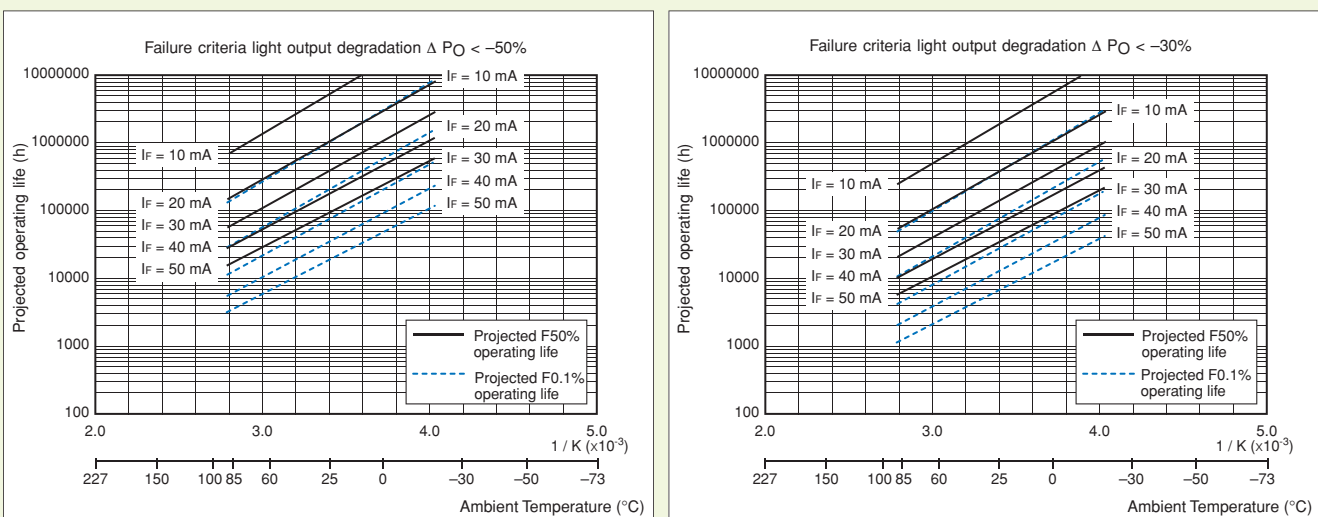 Failure criteria light output degradation Δ PO < –50%
10000000
1000000
100000
10000
1000
100
Projected operating life (h)
IF = 10 mA
IF = 20 mA
IF = 30 mA
IF = 40 mA
IF = 50 mA
IF = 10 mA
IF = 20 mA
IF = 30 mA
IF = 40 mA
IF = 50 mA
Projected F50%
operating life
Projected F0.1%
operating life
2.0 3.0 4.0 5.0
1 / K (x10-3)
227 150 100 85 60 25 0 –30 –50 –73
Ambient Temperature (°C)
Failure criteria light output degradation Δ PO < –30%
10000000
1000000
100000
10000
1000
100
Projected operating life (h)
IF = 10 mA
IF = 20 mA
IF = 30 mA
IF = 40 mA
IF = 50 mA
IF = 10 mA
IF = 20 mA
IF = 30 mA
IF = 40 mA
IF = 50 mA
Projected F50%
operating life
Projected F0.1%
operating life
2.0 3.0 4.0 5.0
1 / K (x10-3)
227 150 100 85 60 25 0 –30 –50 –73
Ambient Temperature (°C)